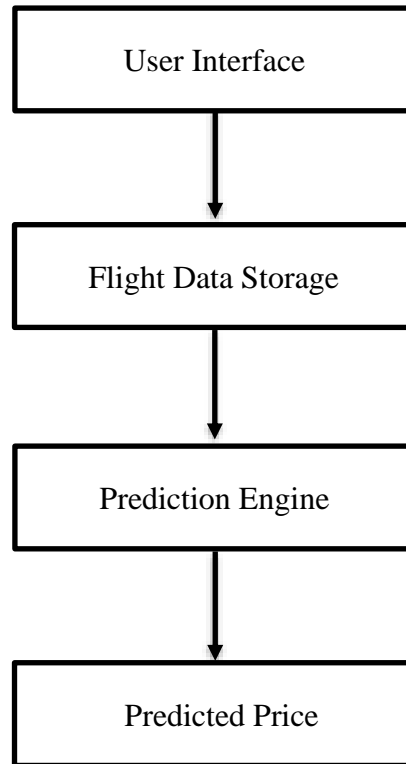 User Interface
Flight Data Storage
Prediction Engine
Predicted Price